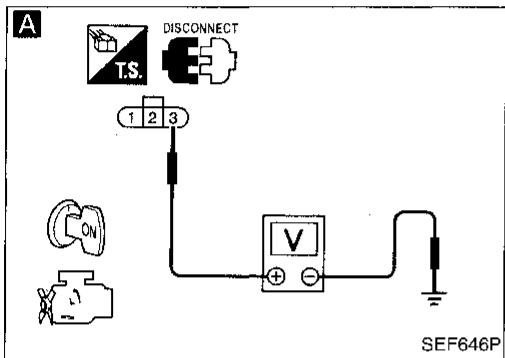 A
DISCONNECT
T.S.
1 2 3
ON
V
+ −
SEF646P